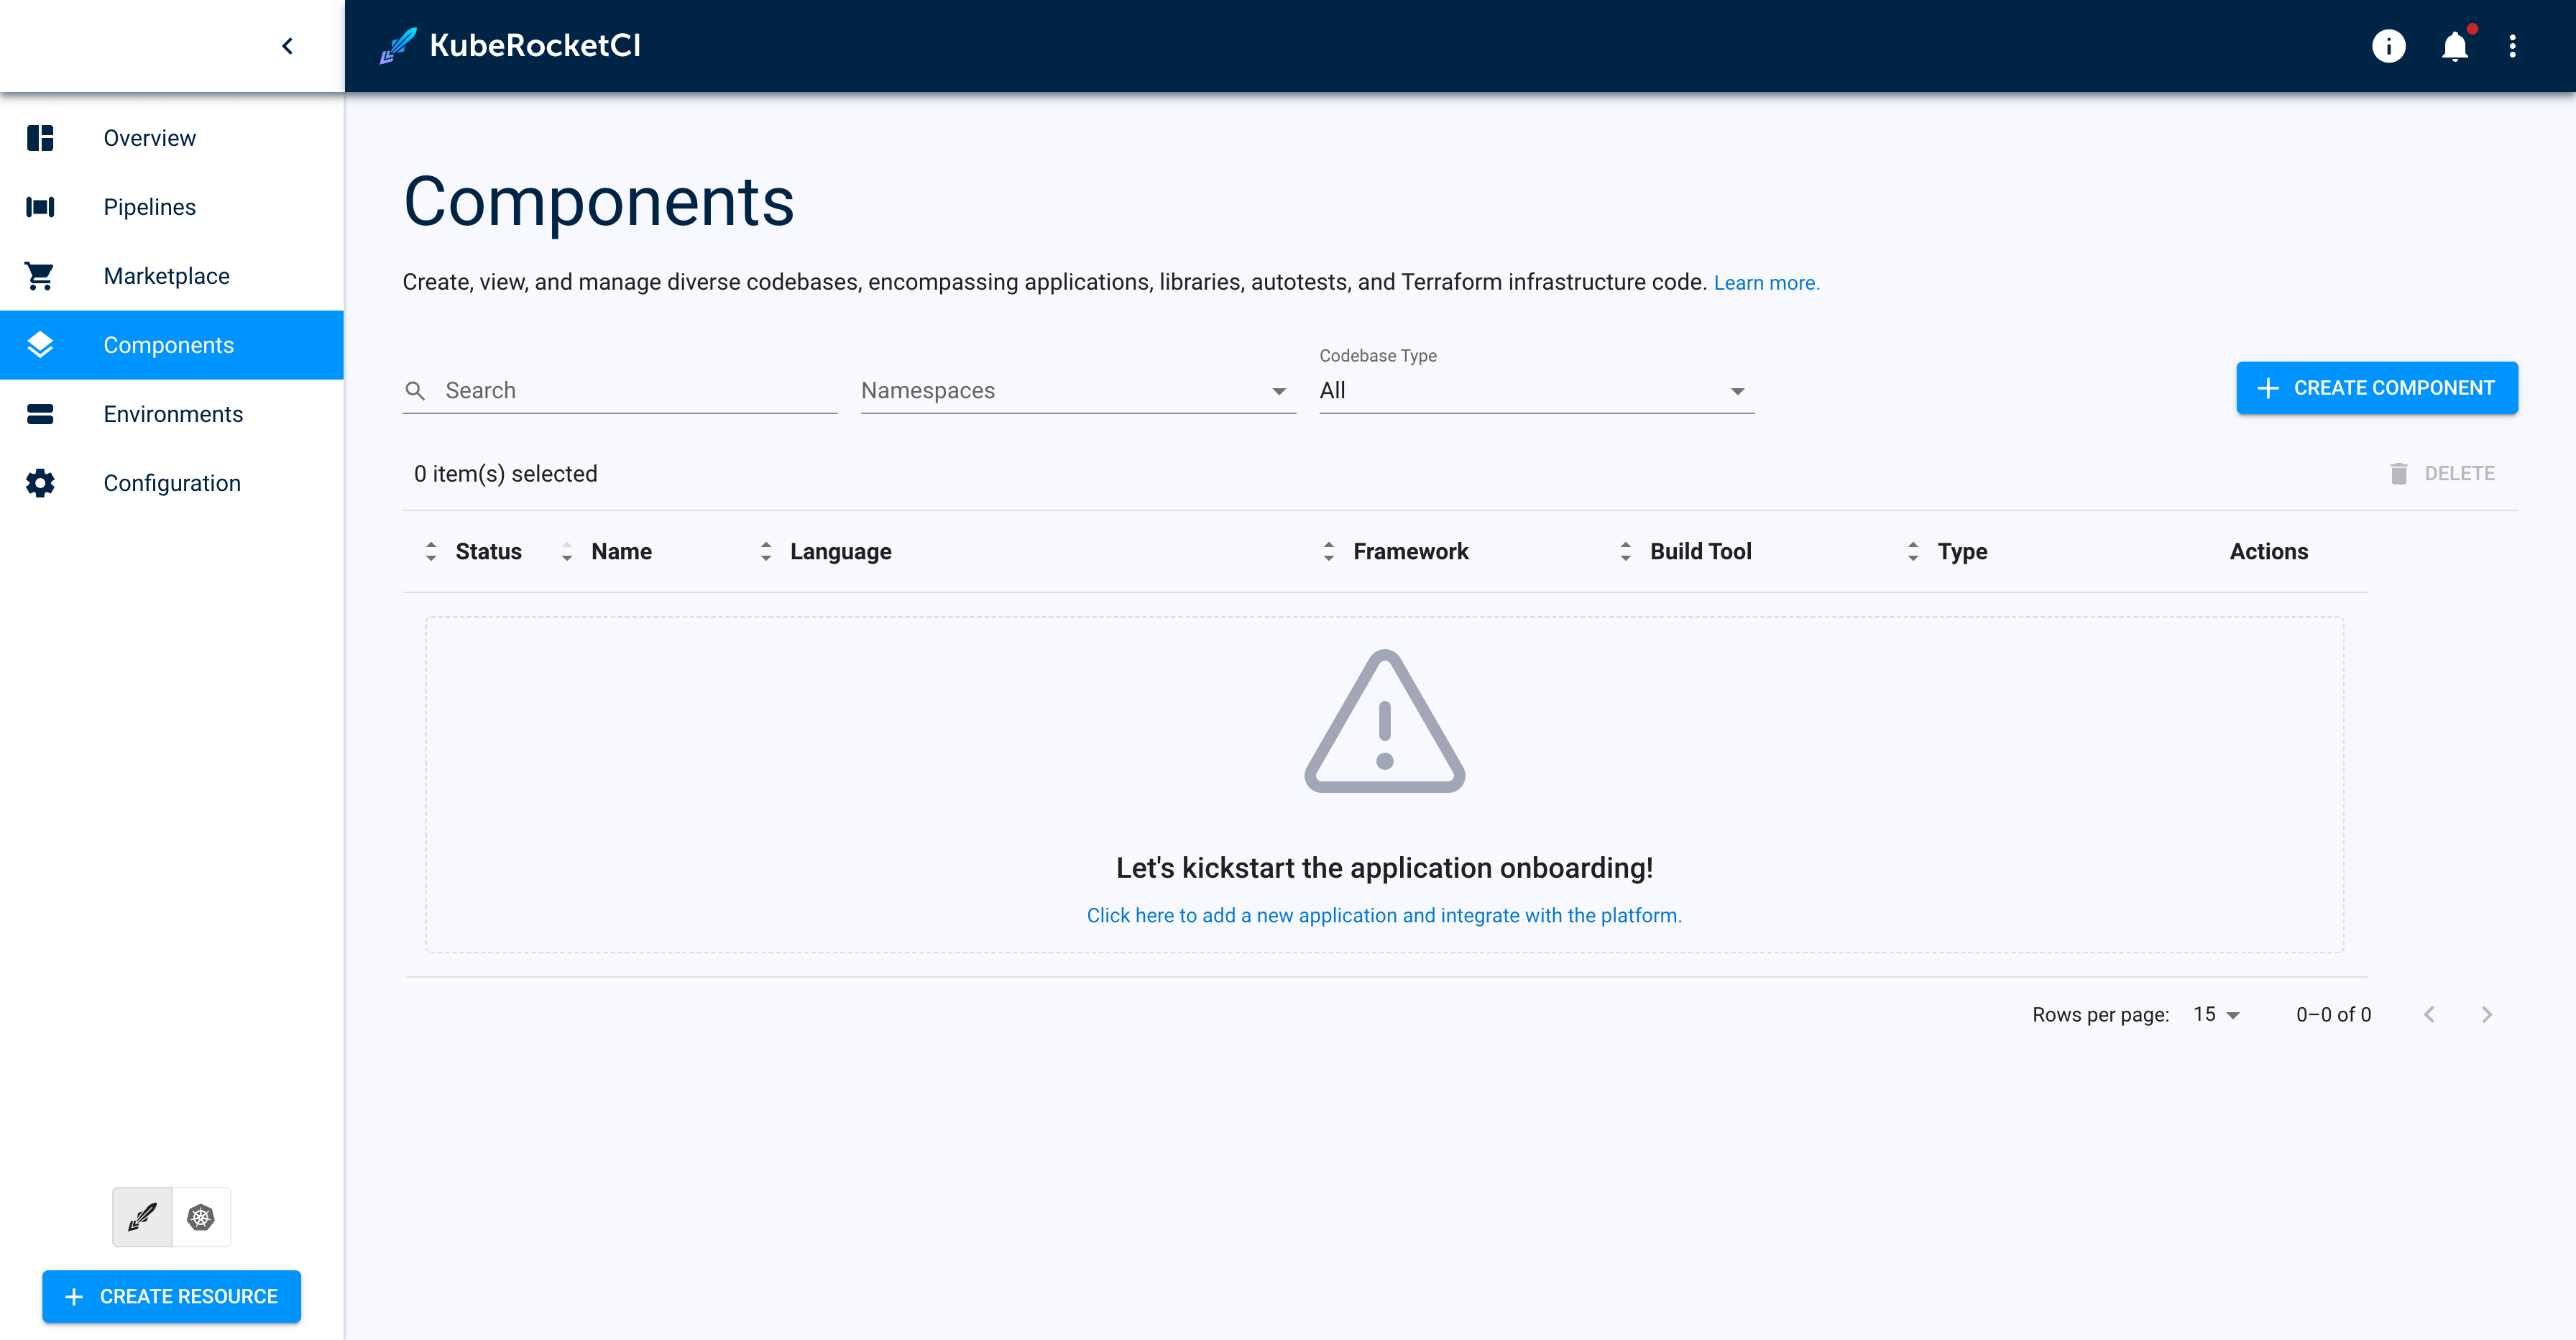 KubeRocketCI
Overview
Pipelines
Marketplace
Components
Environments
Configuration
CREATE RESOURCE
Components
Create, view, and manage diverse codebases, encompassing applications, libraries, autotests, and Terraform infrastructure code. Learn more.
Search
Namespaces
Codebase Type
All
CREATE COMPONENT
0 item(s) selected
DELETE
Status Name Language Framework Build Tool Type Actions
Let's kickstart the application onboarding!
Click here to add a new application and integrate with the platform.
Rows per page: 15 0–0 of 0